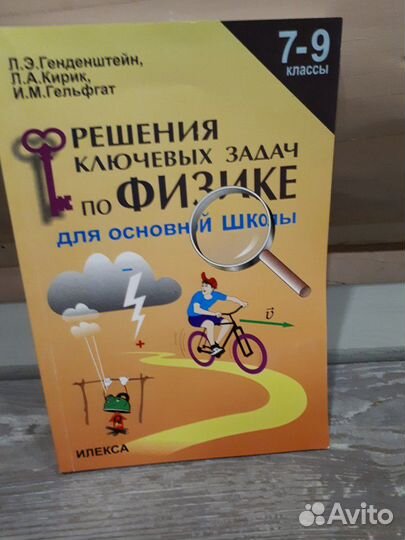 Л.Э.Генденштейн,
Л.А.Кирик,
И.М.Гельфгат
7-9
классы
РЕШЕНИЯ
КЛЮЧЕВЫХ ЗАДАЧ
ПО ФИЗИКЕ
ДЛЯ ОСНОВНОЙ ШКОЛЫ
−
+
v
ИЛЕКСА
Avito